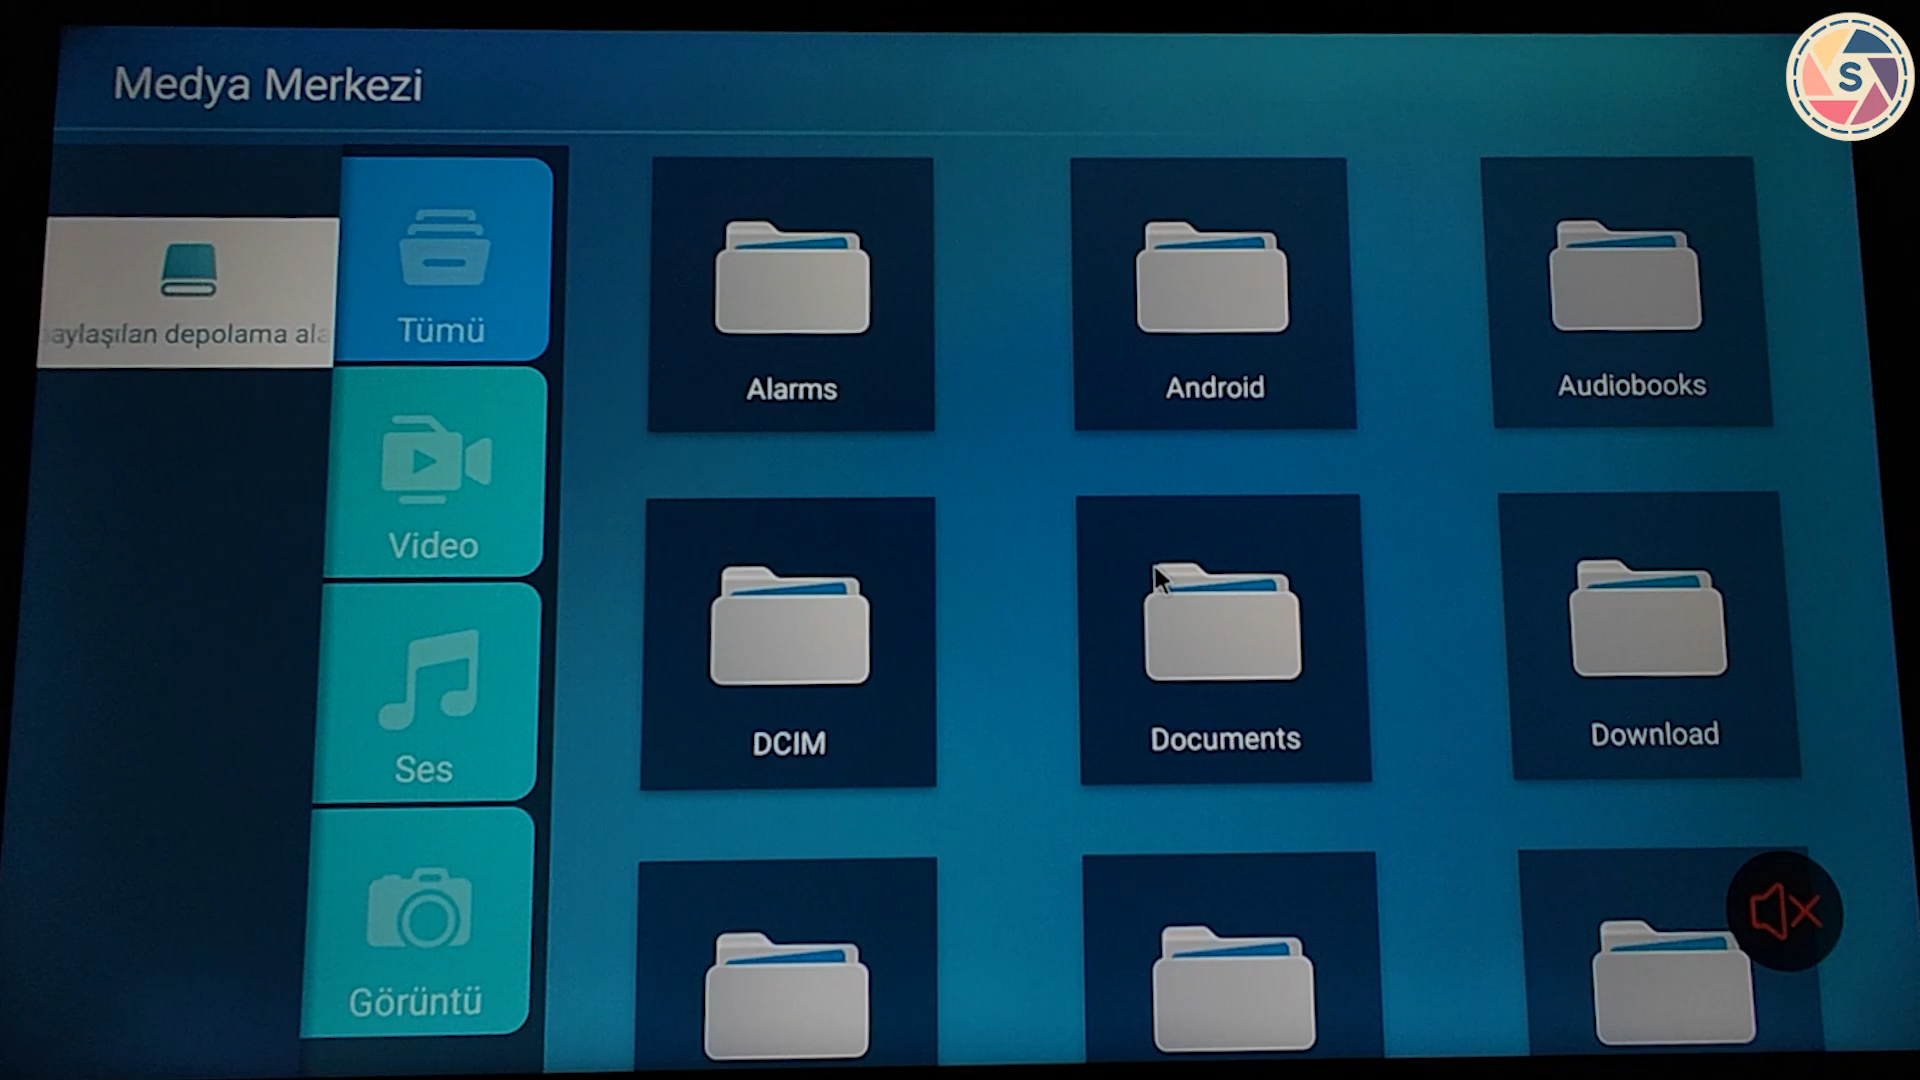 Medya Merkezi
S
aylaşılan depolama ala
Tümü
Video
Ses
Görüntü
Alarms
Android
Audiobooks
DCIM
Documents
Download